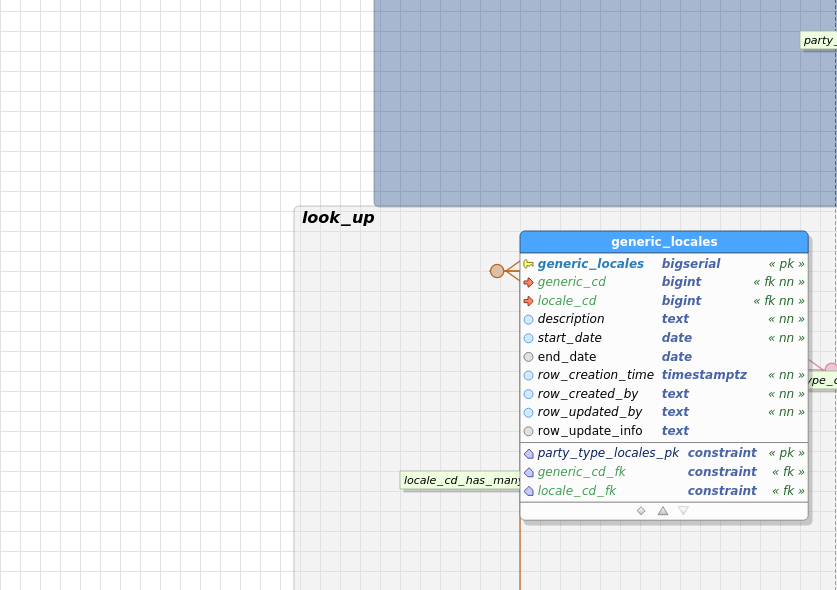 party_
look_up
generic_locales
generic_locales bigserial « pk »
generic_cd bigint « fk nn »
locale_cd bigint « fk nn »
description text « nn »
start_date date « nn »
end_date date
row_creation_time timestamptz « nn »
row_created_by text « nn »
row_updated_by text « nn »
row_update_info text
ype_c
party_type_locales_pk constraint « pk »
generic_cd_fk constraint « fk »
locale_cd_fk constraint « fk »
locale_cd_has_many